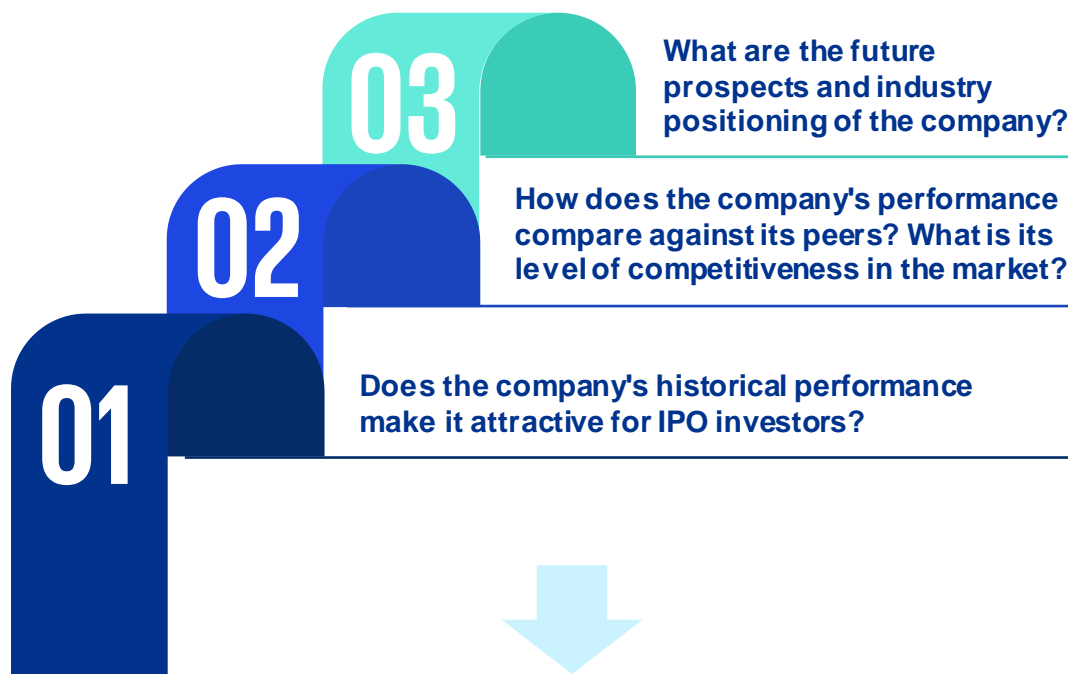 03
What are the future
prospects and industry
positioning of the company?
02
How does the company's performance
compare against its peers? What is its
level of competitiveness in the market?
01
Does the company's historical performance
make it attractive for IPO investors?